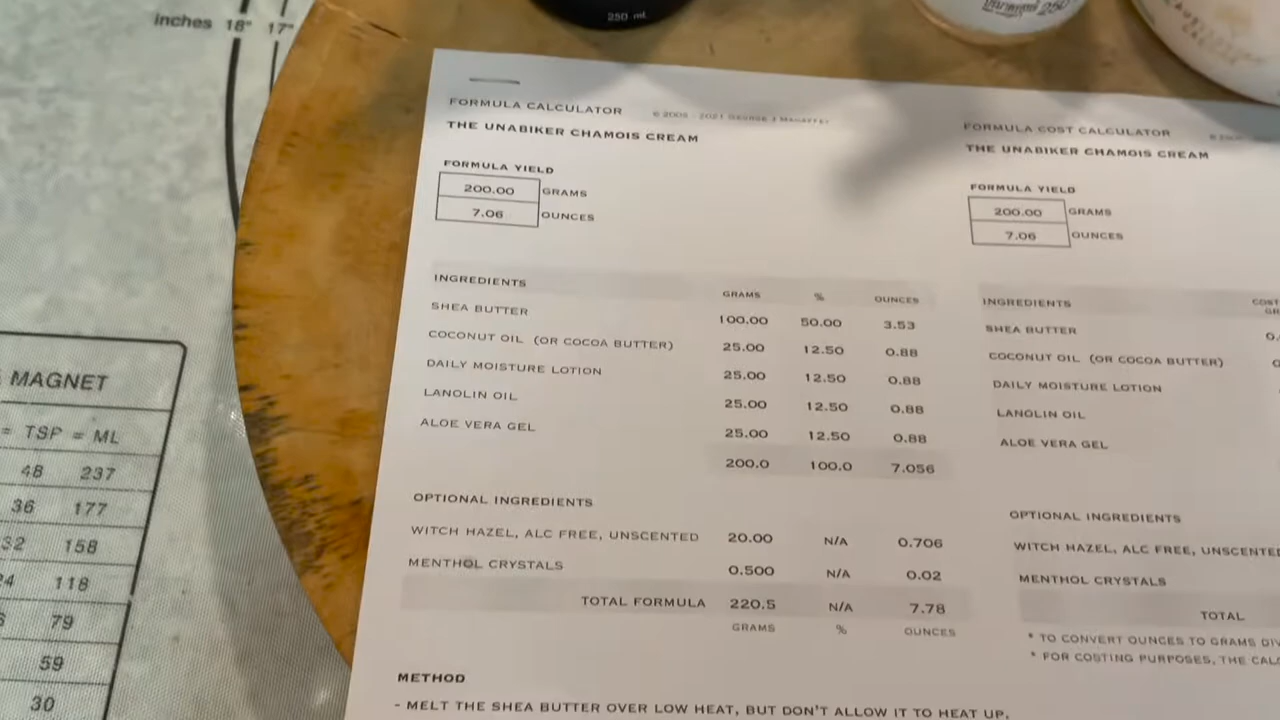 inches 18" 17"
250 mL
FORMULA CALCULATOR © 2005 - 2021
THE UNABIKER CHAMOIS CREAM
FORMULA YIELD
200.00 GRAMS
7.06 OUNCES
INGREDIENTS GRAMS % OUNCES
SHEA BUTTER 100.00 50.00 3.53
COCONUT OIL (OR COCOA BUTTER) 25.00 12.50 0.88
DAILY MOISTURE LOTION 25.00 12.50 0.88
LANOLIN OIL 25.00 12.50 0.88
ALOE VERA GEL 25.00 12.50 0.88
200.0 100.0 7.056
OPTIONAL INGREDIENTS
WITCH HAZEL, ALC FREE, UNSCENTED 20.00 N/A 0.706
MENTHOL CRYSTALS 0.500 N/A 0.02
TOTAL FORMULA 220.5 N/A 7.78
GRAMS % OUNCES
METHOD
- MELT THE SHEA BUTTER OVER LOW HEAT, BUT DON'T ALLOW IT TO HEAT UP,
FORMULA COST CALCULATOR
THE UNABIKER CHAMOIS CREAM
FORMULA YIELD
200.00 GRAMS
7.06 OUNCES
INGREDIENTS COST
SHEA BUTTER
COCONUT OIL (OR COCOA BUTTER)
DAILY MOISTURE LOTION
LANOLIN OIL
ALOE VERA GEL
OPTIONAL INGREDIENTS
WITCH HAZEL, ALC FREE, UNSCENTED
MENTHOL CRYSTALS
TOTAL
* TO CONVERT OUNCES TO GRAMS DIV
* FOR COSTING PURPOSES, THE CALC
MAGNET
= TSP = ML
48 237
36 177
32 158
24 118
79
59
30